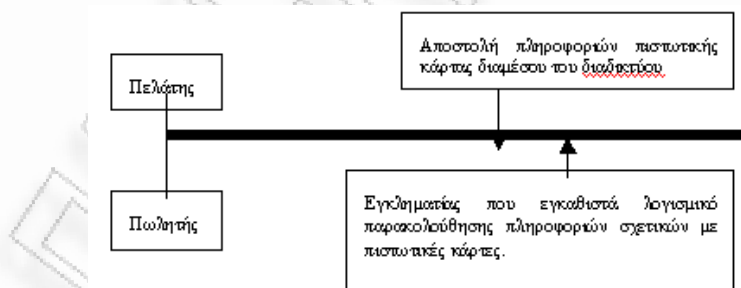 Αποστολή πληροφοριών πιστωτικής
κάρτας διαμέσου του διαδικτύου
Πελάτης
Πωλητής
Εγκληματίας που εγκαθιστά λογισμικό
παρακολούθησης πληροφοριών σχετικών με
πιστωτικές κάρτες.